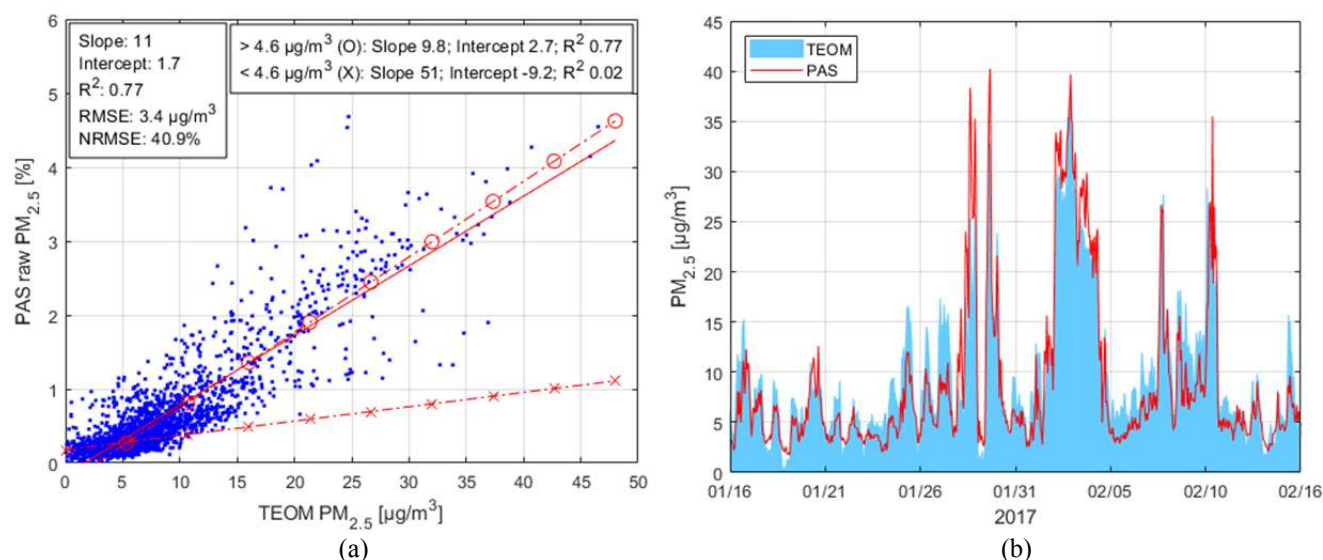 Slope: 11
Intercept: 1.7
R²: 0.77
RMSE: 3.4 µg/m³
NRMSE: 40.9%
> 4.6 µg/m³ (O): Slope 9.8; Intercept 2.7; R² 0.77
< 4.6 µg/m³ (X): Slope 51; Intercept -9.2; R² 0.02
PAS raw PM2.5 [%]
6
5
4
3
2
1
0
0 5 10 15 20 25 30 35 40 45 50
TEOM PM2.5 [µg/m³]
(a)
TEOM
PAS
PM2.5 [µg/m³]
45
40
35
30
25
20
15
10
5
0
01/16 01/21 01/26 01/31 02/05 02/10 02/16
2017
(b)